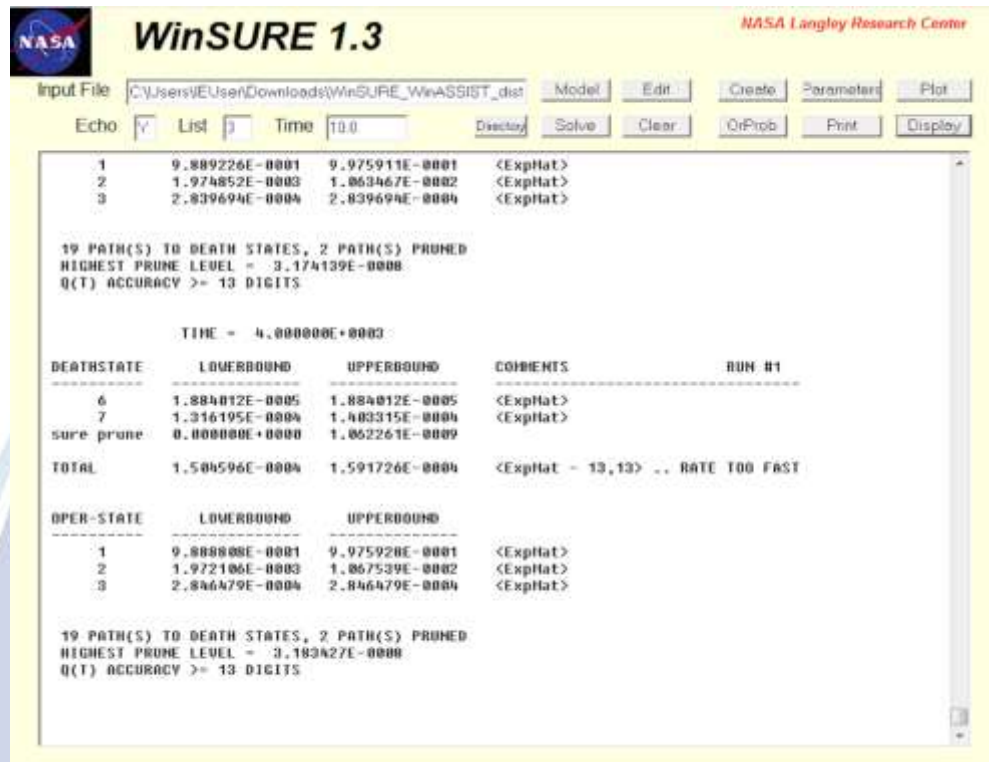 NASA
WinSURE 1.3
NASA Langley Research Center
Input File C:\Users\IEUser\Downloads\WinSURE_WinASSIST_dist Model Edit Create Parameters Plot
Echo Y List 3 Time 10.0 Directory Solve Clear OrProb Print Display
1 9.889226E-0001 9.975911E-0001 <ExpMat>
2 1.974852E-0003 1.063467E-0002 <ExpMat>
3 2.839694E-0004 2.839694E-0004 <ExpMat>
19 PATH(S) TO DEATH STATES, 2 PATH(S) PRUNED
HIGHEST PRUNE LEVEL = 3.174139E-0008
Q(T) ACCURACY >= 13 DIGITS
TIME = 4.000000E+0003
DEATHSTATE LOWERBOUND UPPERBOUND COMMENTS RUN #1
---------- ---------- ---------- ----------
6 1.884012E-0005 1.884012E-0005 <ExpMat>
7 1.316195E-0004 1.403315E-0004 <ExpMat>
sure prune 0.000000E+0000 1.062261E-0009
TOTAL 1.504596E-0004 1.591726E-0004 <ExpMat - 13,13> .. RATE TOO FAST
OPER-STATE LOWERBOUND UPPERBOUND
---------- ---------- ----------
1 9.888808E-0001 9.975928E-0001 <ExpMat>
2 1.972106E-0003 1.067539E-0002 <ExpMat>
3 2.846479E-0004 2.846479E-0004 <ExpMat>
19 PATH(S) TO DEATH STATES, 2 PATH(S) PRUNED
HIGHEST PRUNE LEVEL = 3.183427E-0008
Q(T) ACCURACY >= 13 DIGITS